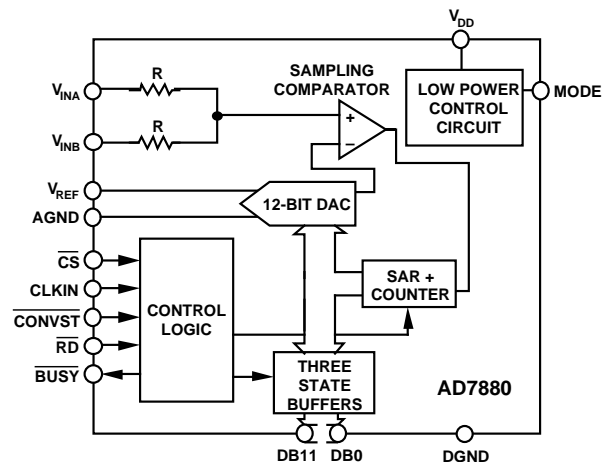 VDD
SAMPLING
COMPARATOR
LOW POWER
CONTROL
CIRCUIT
MODE
VINA
R
VINB
R
+
−
VREF
AGND
12-BIT DAC
CS
CLKIN
CONVST
RD
BUSY
CONTROL
LOGIC
SAR +
COUNTER
THREE
STATE
BUFFERS
AD7880
DB11
DB0
DGND